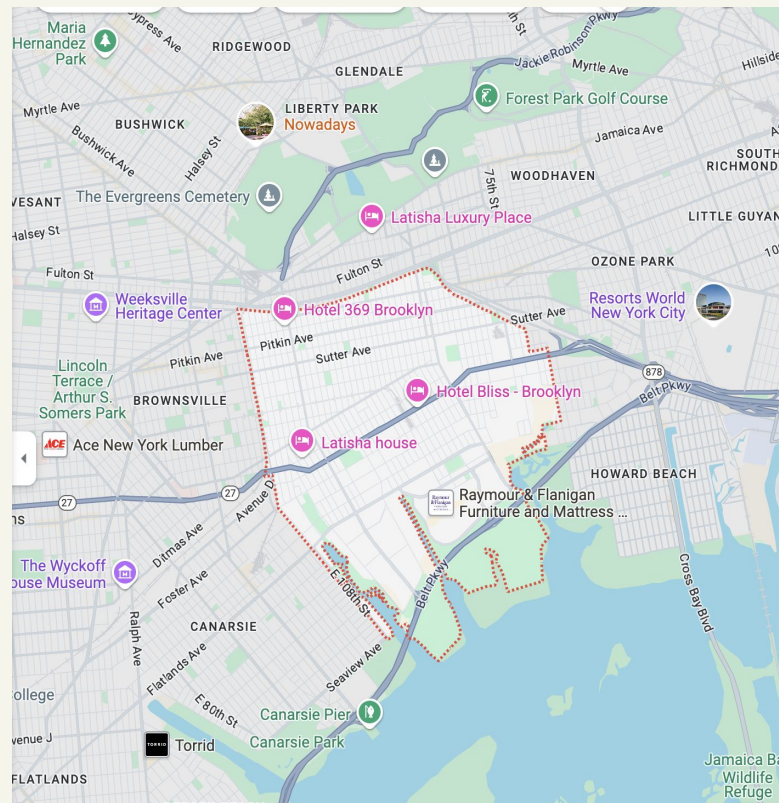 Maria
Hernandez
Park
Cypress Ave
RIDGEWOOD
GLENDALE
Jackie Robinson Pkwy
Myrtle Ave
Hillside
Myrtle Ave
BUSHWICK
Bushwick Ave
Halsey St
LIBERTY PARK
Nowadays
Forest Park Golf Course
Jamaica Ave
SOUTH
RICHMOND
75th St
WOODHAVEN
The Evergreens Cemetery
VESANT
Halsey St
Latisha Luxury Place
LITTLE GUYAN
Fulton St
Fulton St
OZONE PARK
Weeksville
Heritage Center
Hotel 369 Brooklyn
Sutter Ave
Resorts World
New York City
Pitkin Ave
Pitkin Ave
Sutter Ave
Lincoln
Terrace /
Arthur S.
Somers Park
BROWNSVILLE
Hotel Bliss - Brooklyn
878
Belt Pkwy
ACE
Ace New York Lumber
Latisha house
HOWARD BEACH
27
27
Avenue D
Raymour & Flanigan
Furniture and Mattress ...
Ditmas Ave
The Wyckoff
ouse Museum
Foster Ave
E 108th St
Belt Pkwy
Cross Bay Blvd
Ralph Ave
CANARSIE
Flatlands Ave
Seaview Ave
ollege
E 80th St
Canarsie Pier
Canarsie Park
venue J
TORRID
Torrid
FLATLANDS
Jamaica Ba
Wildlife
Refuge